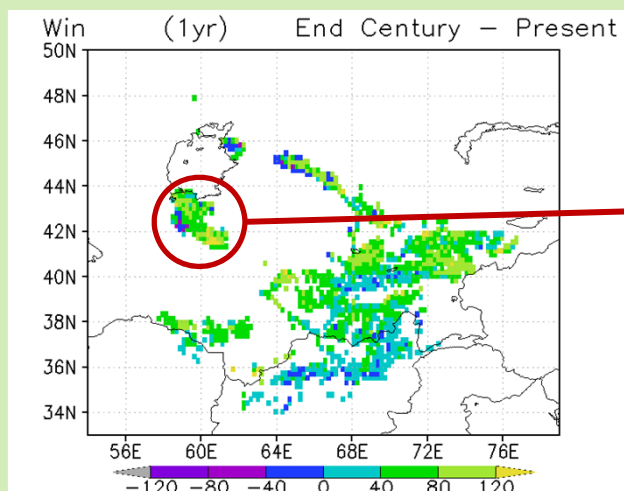 Win (1yr) End Century – Present
50N
48N
46N
44N
42N
40N
38N
36N
34N
56E 60E 64E 68E 72E 76E
−120 −80 −40 0 40 80 120